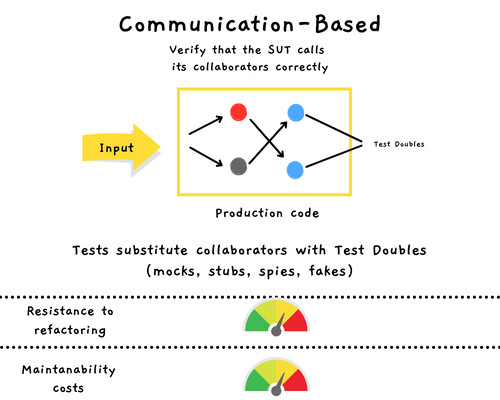 Communication-Based
Verify that the SUT calls
its collaborators correctly
Input
Test Doubles
Production code
Tests substitute collaborators with Test Doubles
(mocks, stubs, spies, fakes)
Resistance to
refactoring
Maintanability
costs